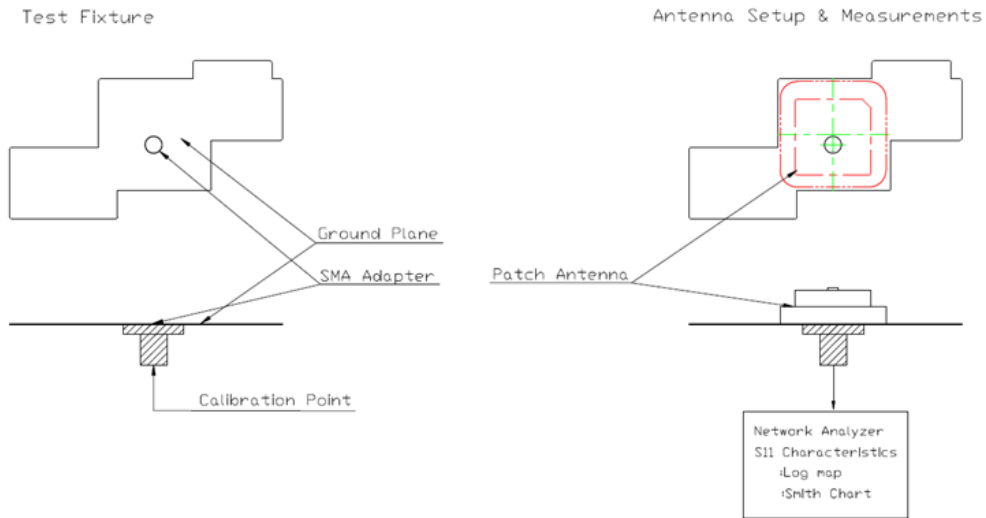 Test Fixture
Antenna Setup & Measurements
Ground Plane
SMA Adapter
Patch Antenna
Calibration Point
Network Analyzer
S11 Characteristics
:Log map
:Smith Chart